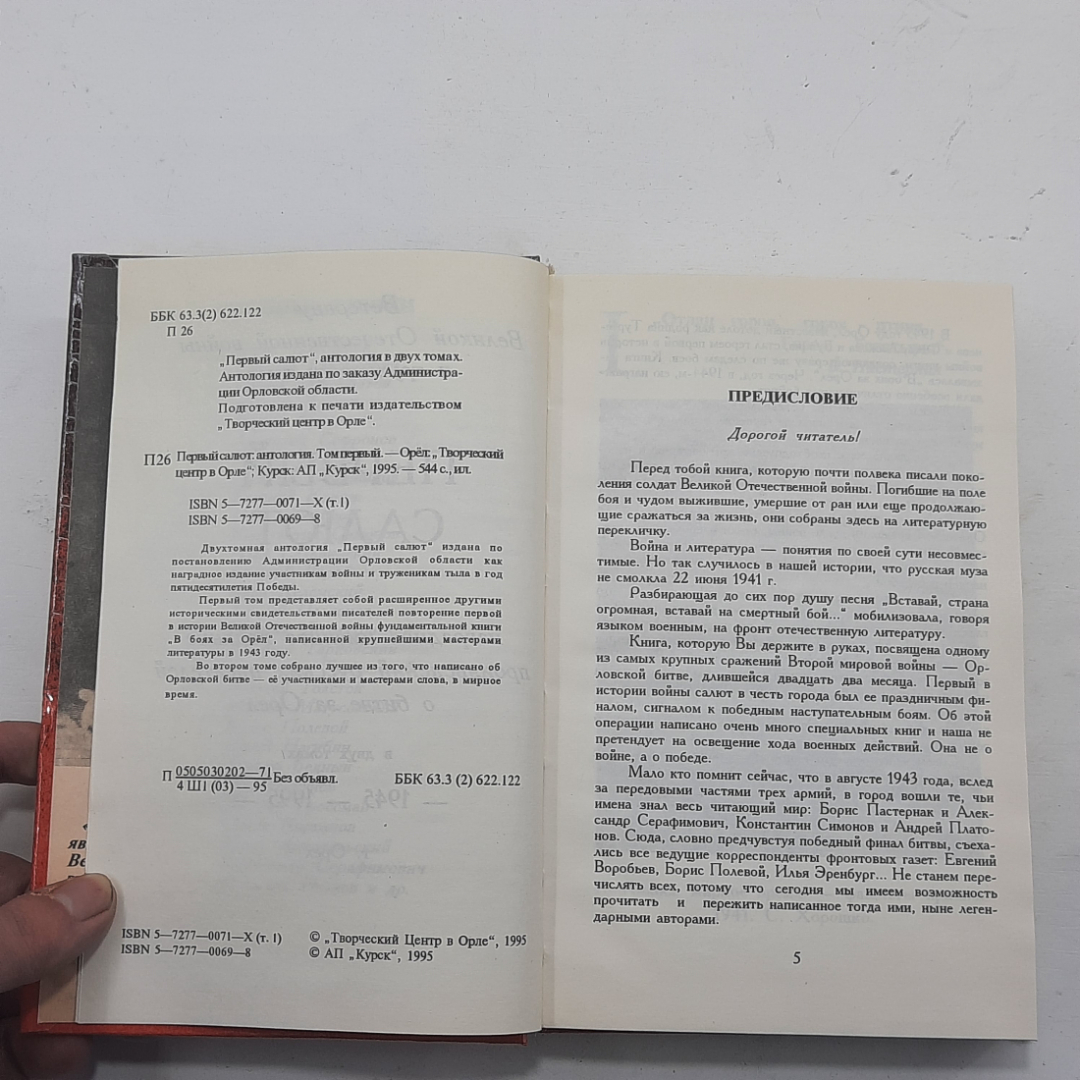 ББК 63.3(2) 622.122
П 26
„Первый салют“, антология в двух томах.
Антология издана по заказу Администра-
ции Орловской области.
Подготовлена к печати издательством
„Творческий центр в Орле“.
П26 Первый салют: антология. Том первый. — Орёл: „Творческий
центр в Орле“; Курск: АП „Курск“, 1995. — 544 с., ил.
ISBN 5—7277—0071—X (т.1)
ISBN 5—7277—0069—8
Двухтомная антология „Первый салют“ издана по
постановлению Администрации Орловской области как
наградное издание участникам войны и труженикам тыла в год
пятидесятилетия Победы.
Первый том представляет собой расширенное другими
историческими свидетельствами писателей повторение первой
в истории Великой Отечественной войны фундаментальной книги
„В боях за Орёл“, написанной крупнейшими мастерами
литературы в 1943 году.
Во втором томе собрано лучшее из того, что написано об
Орловской битве — её участниками и мастерами слова, в мирное
время.
П 0505030202—71 Без объявл. ББК 63.3 (2) 622.122
4 Ш1 (03) — 95
ISBN 5—7277—0071—X (т. 1) © „Творческий Центр в Орле“, 1995
ISBN 5—7277—0069—8 © АП „Курск“, 1995
ПРЕДИСЛОВИЕ
Дорогой читатель!
Перед тобой книга, которую почти полвека писали поко-
ления солдат Великой Отечественной войны. Погибшие на поле
боя и чудом выжившие, умершие от ран или еще продолжаю-
щие сражаться за жизнь, они собраны здесь на литературную
перекличку.
Война и литература — понятия по своей сути несовмес-
тимые. Но так случилось в нашей истории, что русская муза
не смолкла 22 июня 1941 г.
Разбирающая до сих пор душу песня „Вставай, страна
огромная, вставай на смертный бой...“ мобилизовала, говоря
языком военным, на фронт отечественную литературу.
Книга, которую Вы держите в руках, посвящена одному
из самых крупных сражений Второй мировой войны — Ор-
ловской битве, длившейся двадцать два месяца. Первый в
истории войны салют в честь города был ее праздничным фи-
налом, сигналом к победным наступательным боям. Об этой
операции написано очень много специальных книг и наша не
претендует на освещение хода военных действий. Она не о
войне, а о победе.
Мало кто помнит сейчас, что в августе 1943 года, вслед
за передовыми частями трех армий, в город вошли те, чьи
имена знал весь читающий мир: Борис Пастернак и Алек-
сандр Серафимович, Константин Симонов и Андрей Плато-
нов. Сюда, словно предчувствуя победный финал битвы, съеха-
лись все ведущие корреспонденты фронтовых газет: Евгений
Воробьев, Борис Полевой, Илья Эренбург... Не станем пере-
числять всех, потому что сегодня мы имеем возможность
прочитать и пережить написанное тогда ими, ныне леген-
дарными авторами.
5